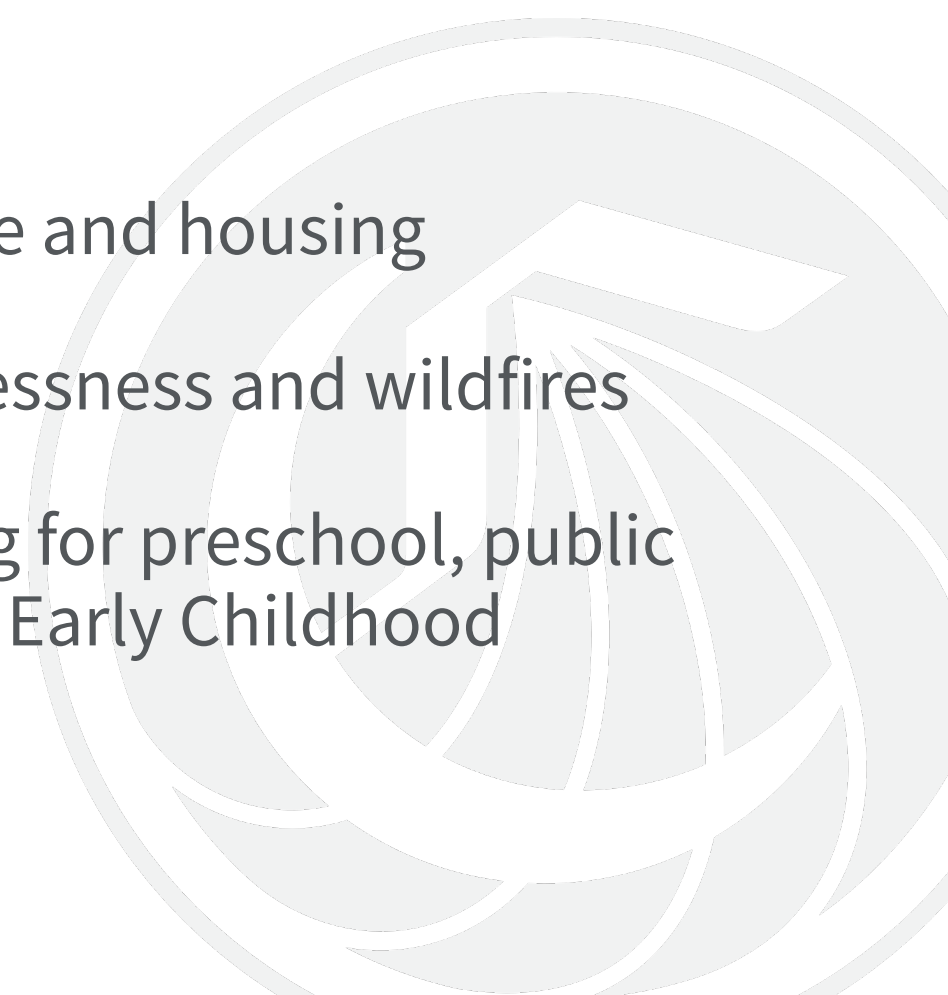 e and housing
essness and wildfires
g for preschool, public
Early Childhood